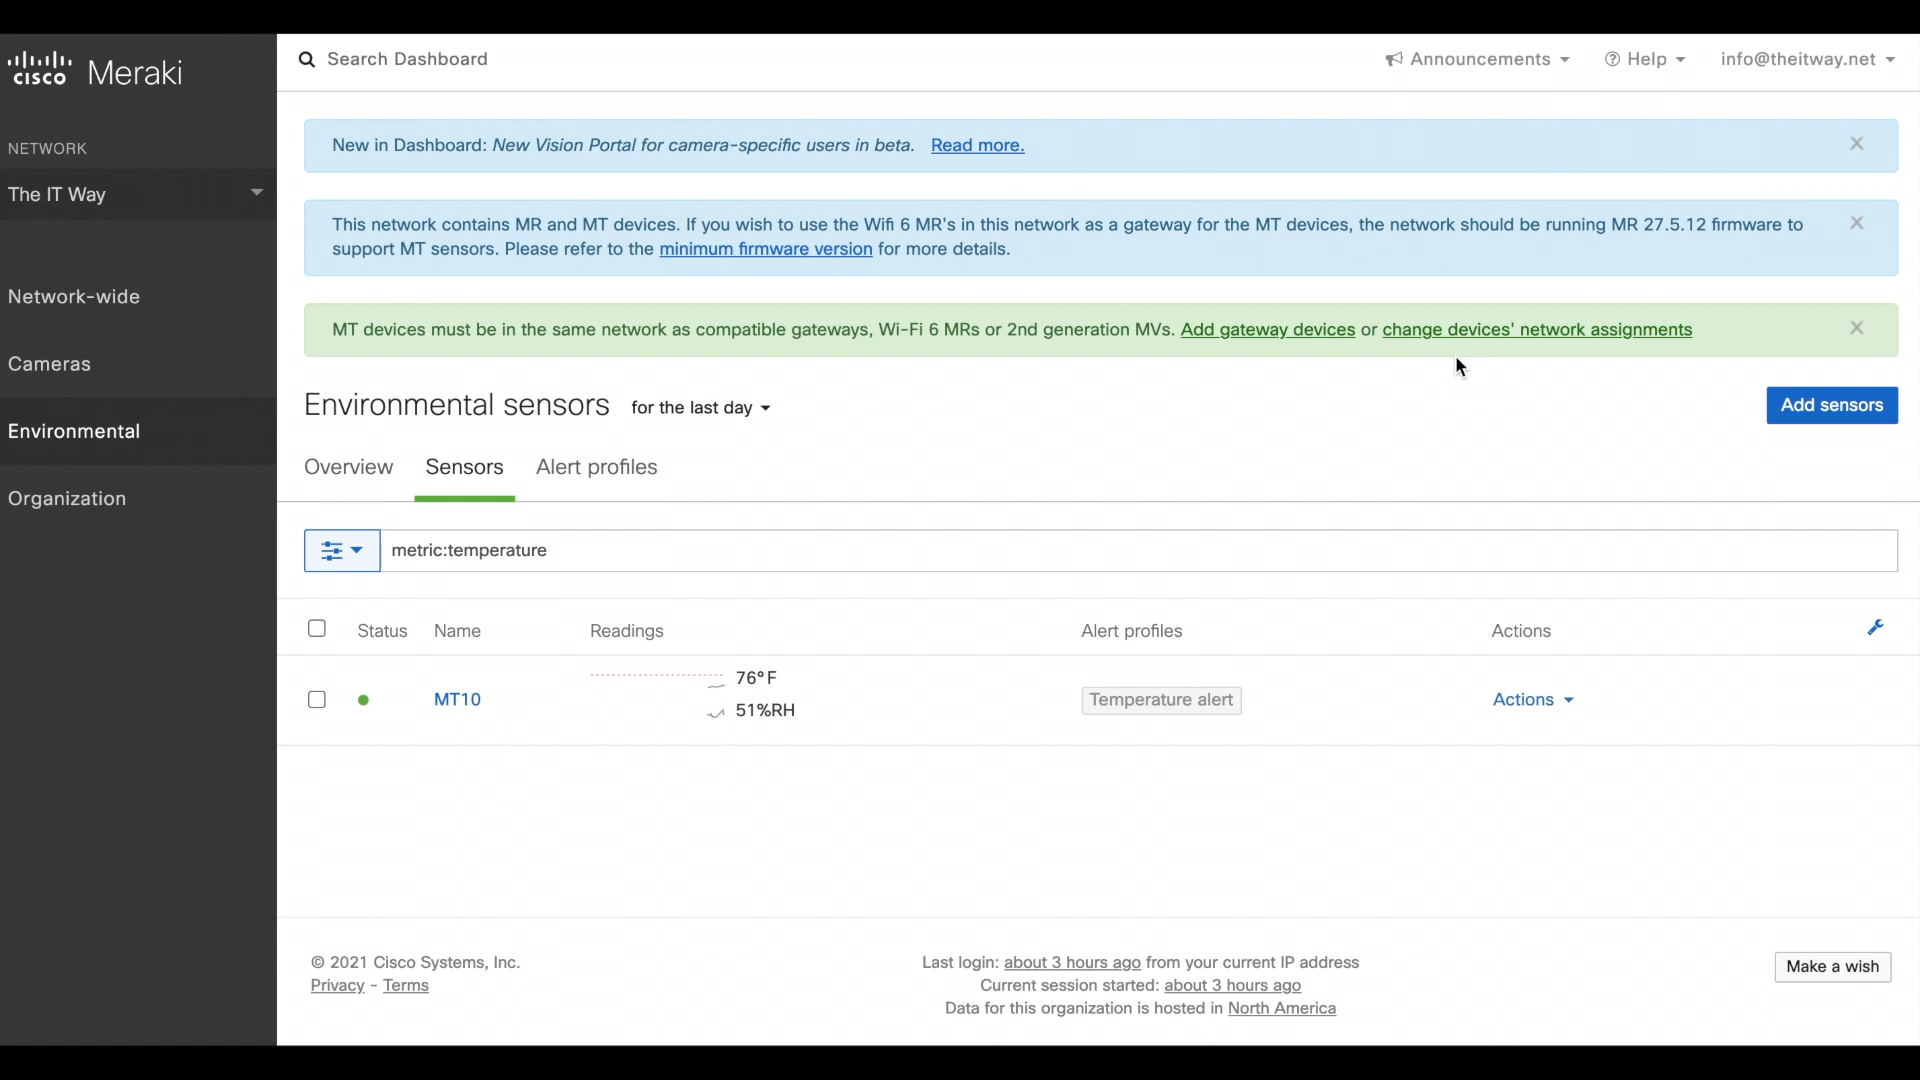 cisco Meraki
Search Dashboard
Announcements
Help
info@theitway.net
NETWORK
The IT Way
Network-wide
Cameras
Environmental
Organization
New in Dashboard: New Vision Portal for camera-specific users in beta. Read more.
This network contains MR and MT devices. If you wish to use the Wifi 6 MR's in this network as a gateway for the MT devices, the network should be running MR 27.5.12 firmware to
support MT sensors. Please refer to the minimum firmware version for more details.
MT devices must be in the same network as compatible gateways, Wi-Fi 6 MRs or 2nd generation MVs. Add gateway devices or change devices' network assignments
Environmental sensors for the last day
Add sensors
Overview Sensors Alert profiles
metric:temperature
Status Name Readings Alert profiles Actions
76° F
MT10 Temperature alert Actions
51%RH
© 2021 Cisco Systems, Inc.
Privacy - Terms
Last login: about 3 hours ago from your current IP address
Current session started: about 3 hours ago
Data for this organization is hosted in North America
Make a wish